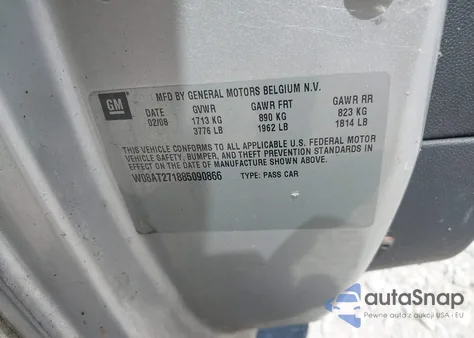 GM
MFD BY GENERAL MOTORS BELGIUM N.V.
DATE GVWR GAWR FRT GAWR RR
02/08 1713 KG 890 KG 823 KG
3776 LB 1962 LB 1814 LB
THIS VEHICLE CONFORMS TO ALL APPLICABLE U.S. FEDERAL MOTOR
VEHICLE SAFETY, BUMPER, AND THEFT PREVENTION STANDARDS IN
EFFECT ON THE DATE OF MANUFACTURE SHOWN ABOVE.
W08AT271885090866 TYPE: PASS CAR
autoSnap
Pewne auta z aukcji USA i EU